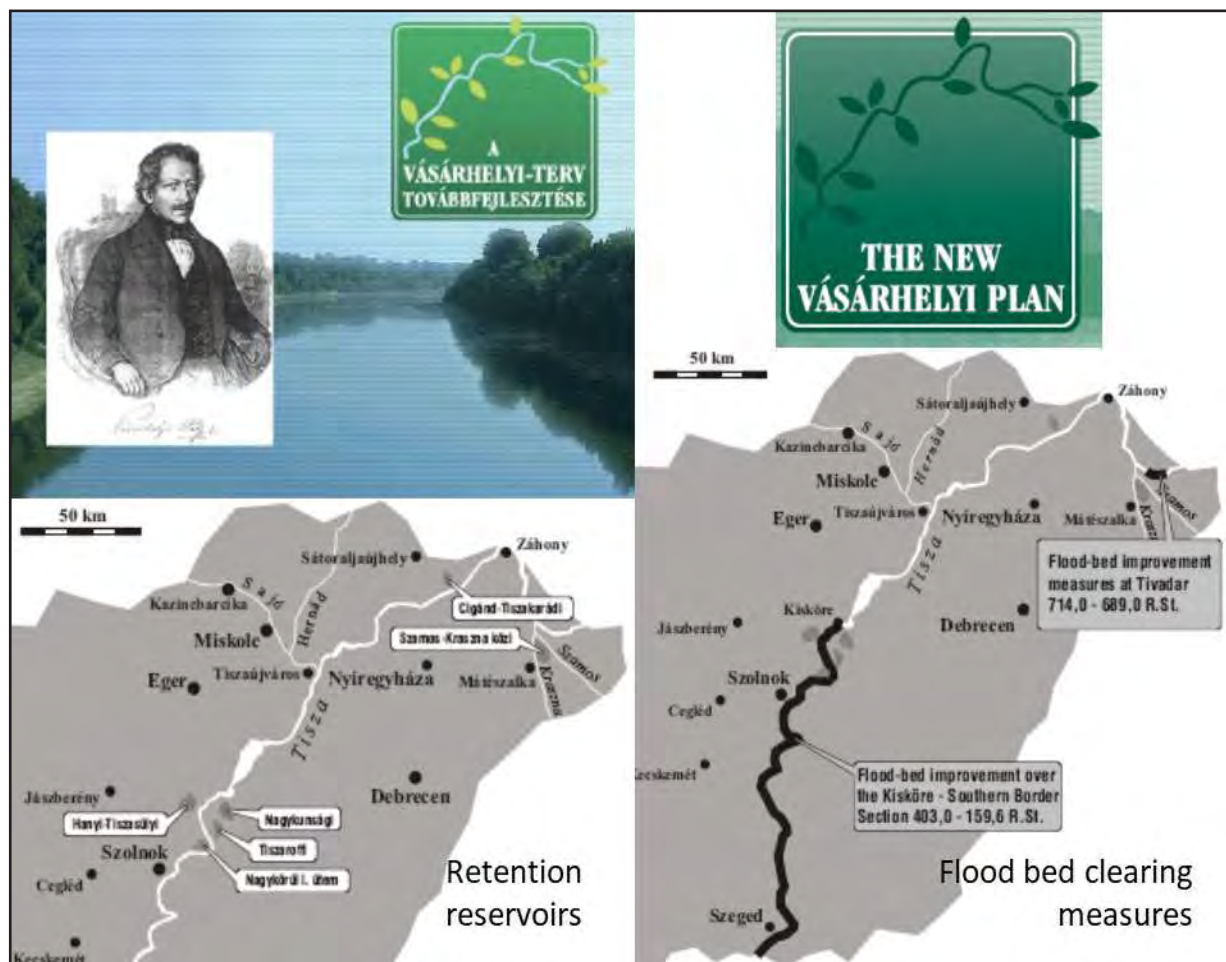 A
VÁSÁRHELYI-TERV
TOVÁBBFEJLESZTÉSE
THE NEW
VÁSÁRHELYI PLAN
50 km
Sátoraljaújhely
Záhony
Kazincbarcika
Sajó
Hernád
Cigánd-Tiszakarádi
Miskolc
Szamos-Kraszna közi
Tiszaújváros
Eger
Nyíregyháza
Mátészalka
Kraszna
Szamos
Tisza
Jászberény
Debrecen
Hanyi-Tiszasülyi
Nagykunsági
Tiszaroffi
Szolnok
Nagykörűi I. ütem
Cegléd
Kecskemét
Retention
reservoirs
50 km
Záhony
Sátoraljaújhely
Kazincbarcika
Sajó
Hernád
Miskolc
Tiszaújváros
Eger
Nyíregyháza
Mátészalka
Szamos
Tisza
Flood-bed improvement
measures at Tivadar
714,0 - 689,0 R.St.
Kisköre
Jászberény
Debrecen
Szolnok
Cegléd
Kecskemét
Flood-bed improvement over
the Kisköre - Southern Border
Section 403,0 - 159,6 R.St.
Szeged
Flood bed clearing
measures